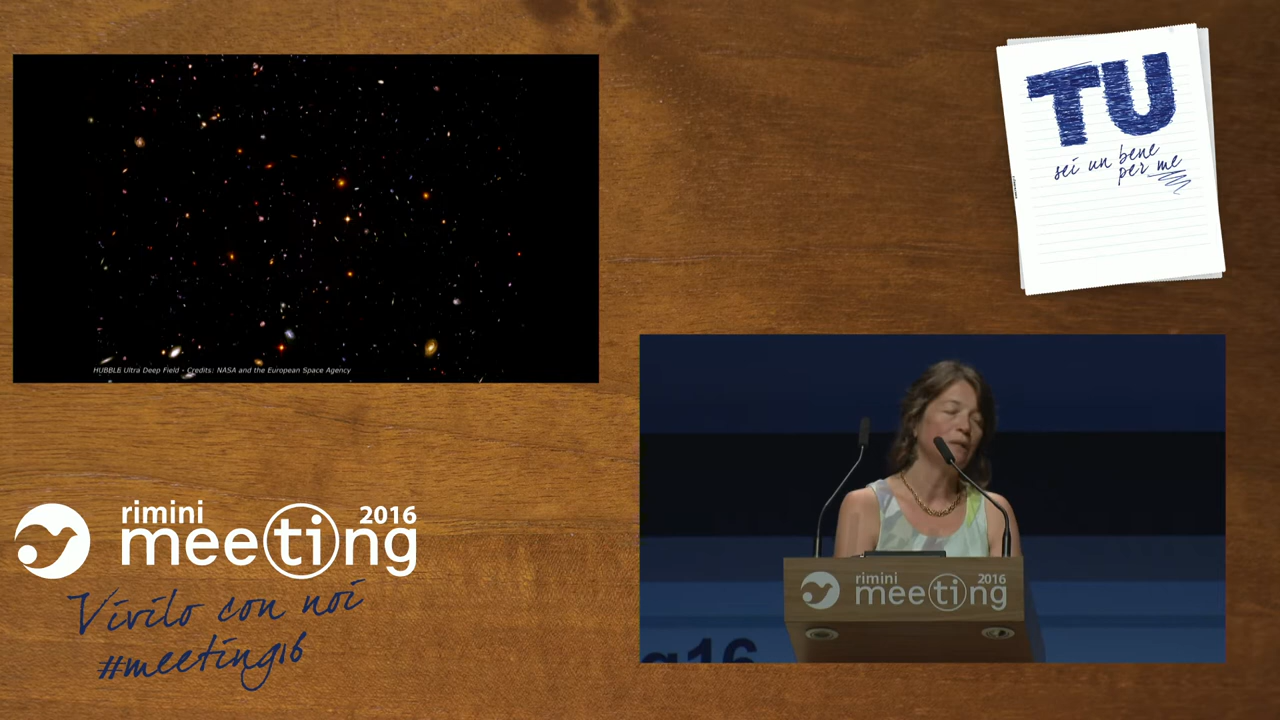 TU
sei un bene
per me
HUBBLE Ultra Deep Field - Credits: NASA and the European Space Agency
rimini 2016
meeting
Vivilo con noi
#meeting16
rimini 2016
meeting
g16